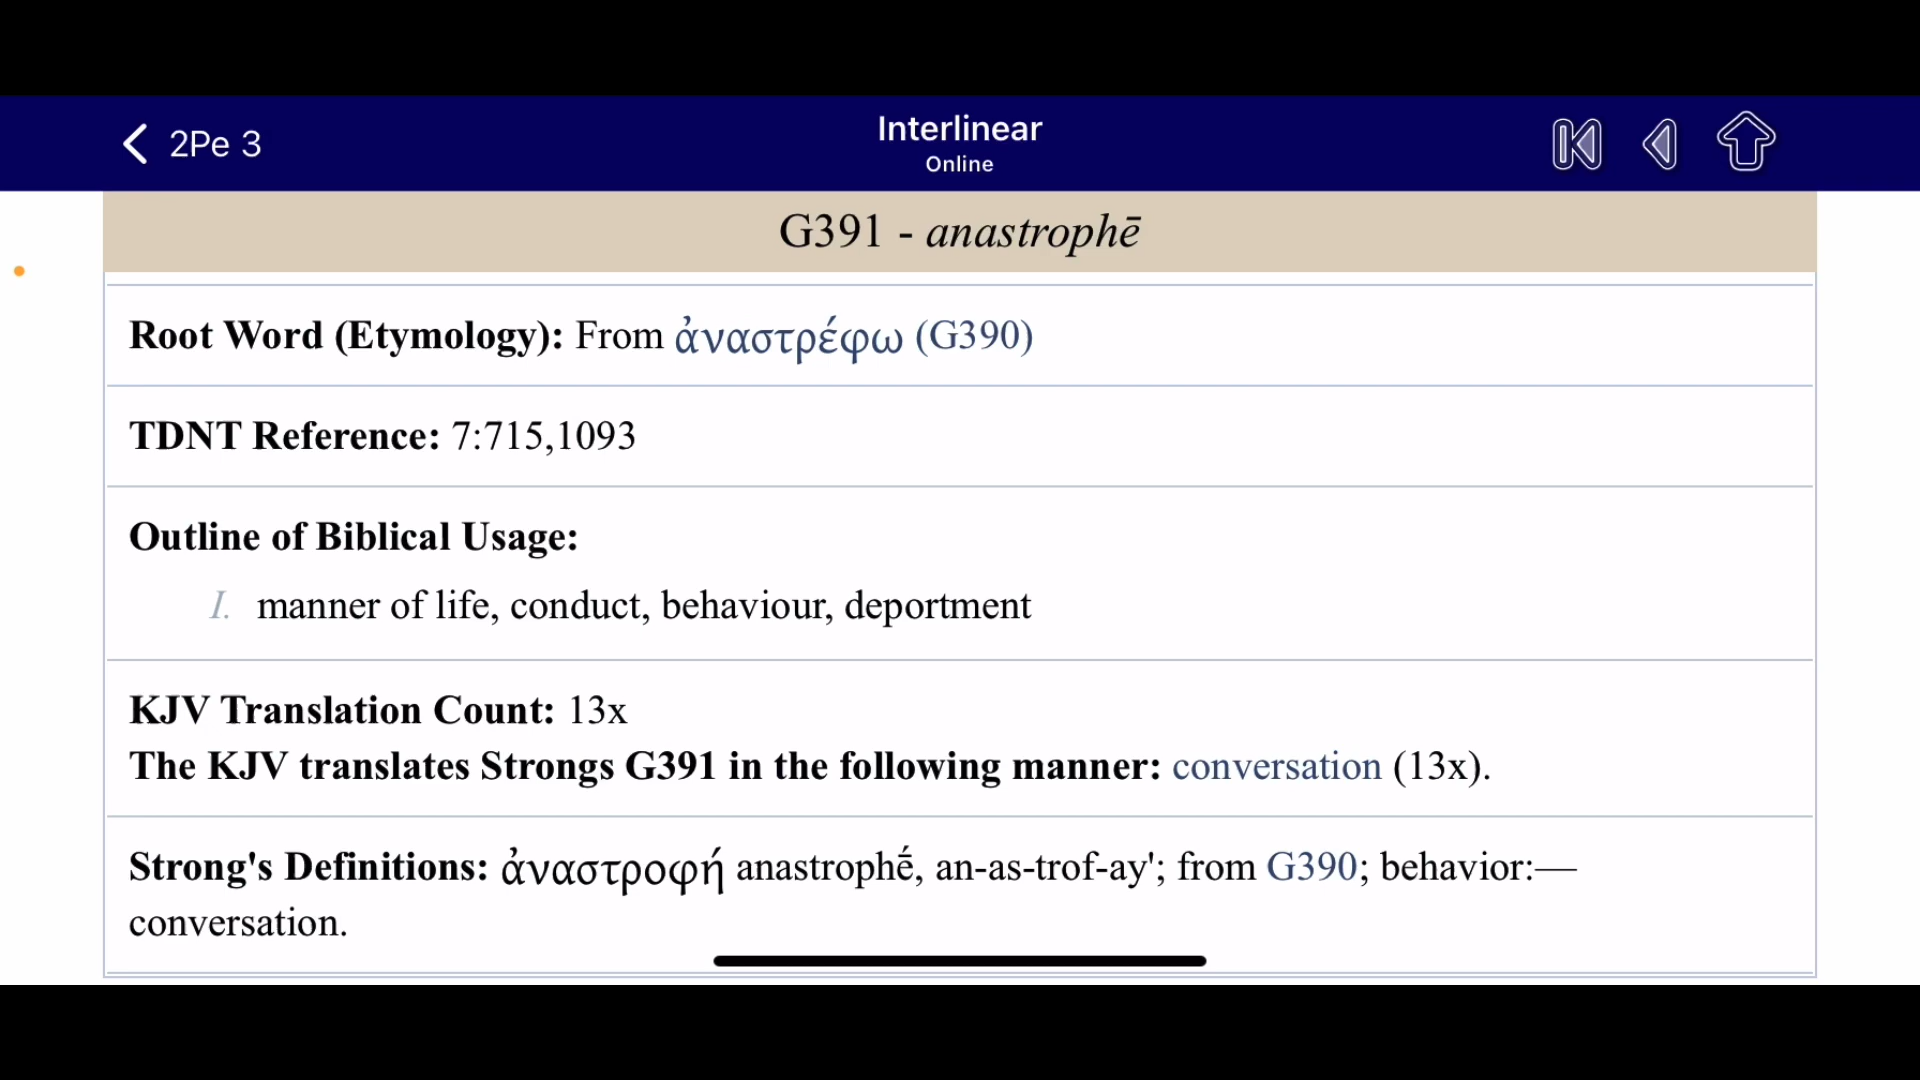 2Pe 3
Interlinear
Online
G391 - anastrophē
Root Word (Etymology): From ἀναστρέφω (G390)
TDNT Reference: 7:715,1093
Outline of Biblical Usage:
I. manner of life, conduct, behaviour, deportment
KJV Translation Count: 13x
The KJV translates Strongs G391 in the following manner: conversation (13x).
Strong's Definitions: ἀναστροφή anastrophḗ, an-as-trof-ay'; from G390; behavior:—
conversation.